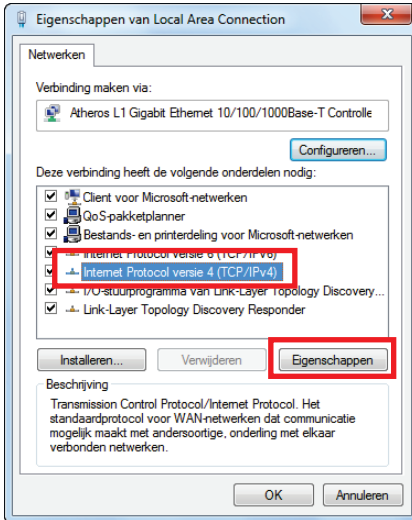 Eigenschappen van Local Area Connection
Netwerken
Verbinding maken via:
Atheros L1 Gigabit Ethernet 10/100/1000Base-T Controlle
Configureren...
Deze verbinding heeft de volgende onderdelen nodig:
Client voor Microsoft-netwerken
QoS-pakketplanner
Bestands- en printerdeling voor Microsoft-netwerken
Internet Protocol versie 6 (TCP/IPv6)
Internet Protocol versie 4 (TCP/IPv4)
I/O-stuurprogramma van Link-Layer Topology Discovery...
Link-Layer Topology Discovery Responder
Installeren... Verwijderen Eigenschappen
Beschrijving
Transmission Control Protocol/Internet Protocol. Het
standaardprotocol voor WAN-netwerken dat communicatie
mogelijk maakt met andersoortige, onderling met elkaar
verbonden netwerken.
OK Annuleren